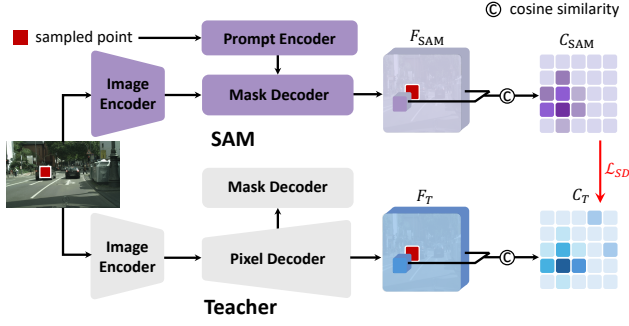 © cosine similarity
sampled point
Prompt Encoder
F_SAM
C_SAM
Image
Encoder
Mask Decoder
©
SAM
L_SD
Mask Decoder
F_T
C_T
Image
Encoder
Pixel Decoder
©
Teacher